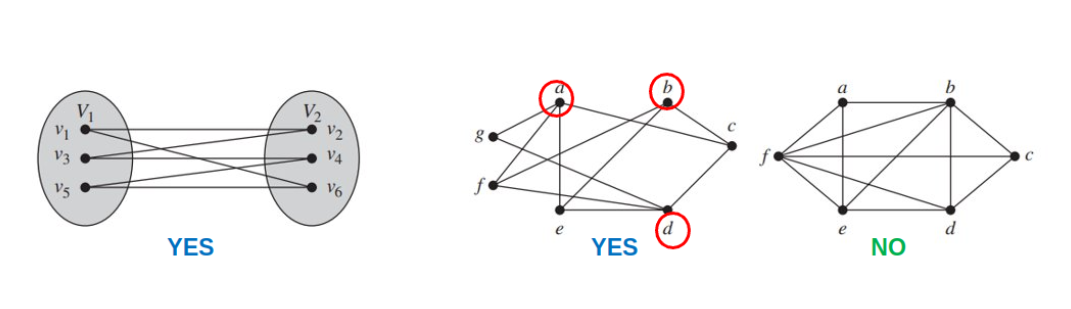 V1 V2
v1 v2
v3 v4
v5 v6
YES
a b
g c
f
e d
YES
a b
f c
e d
NO